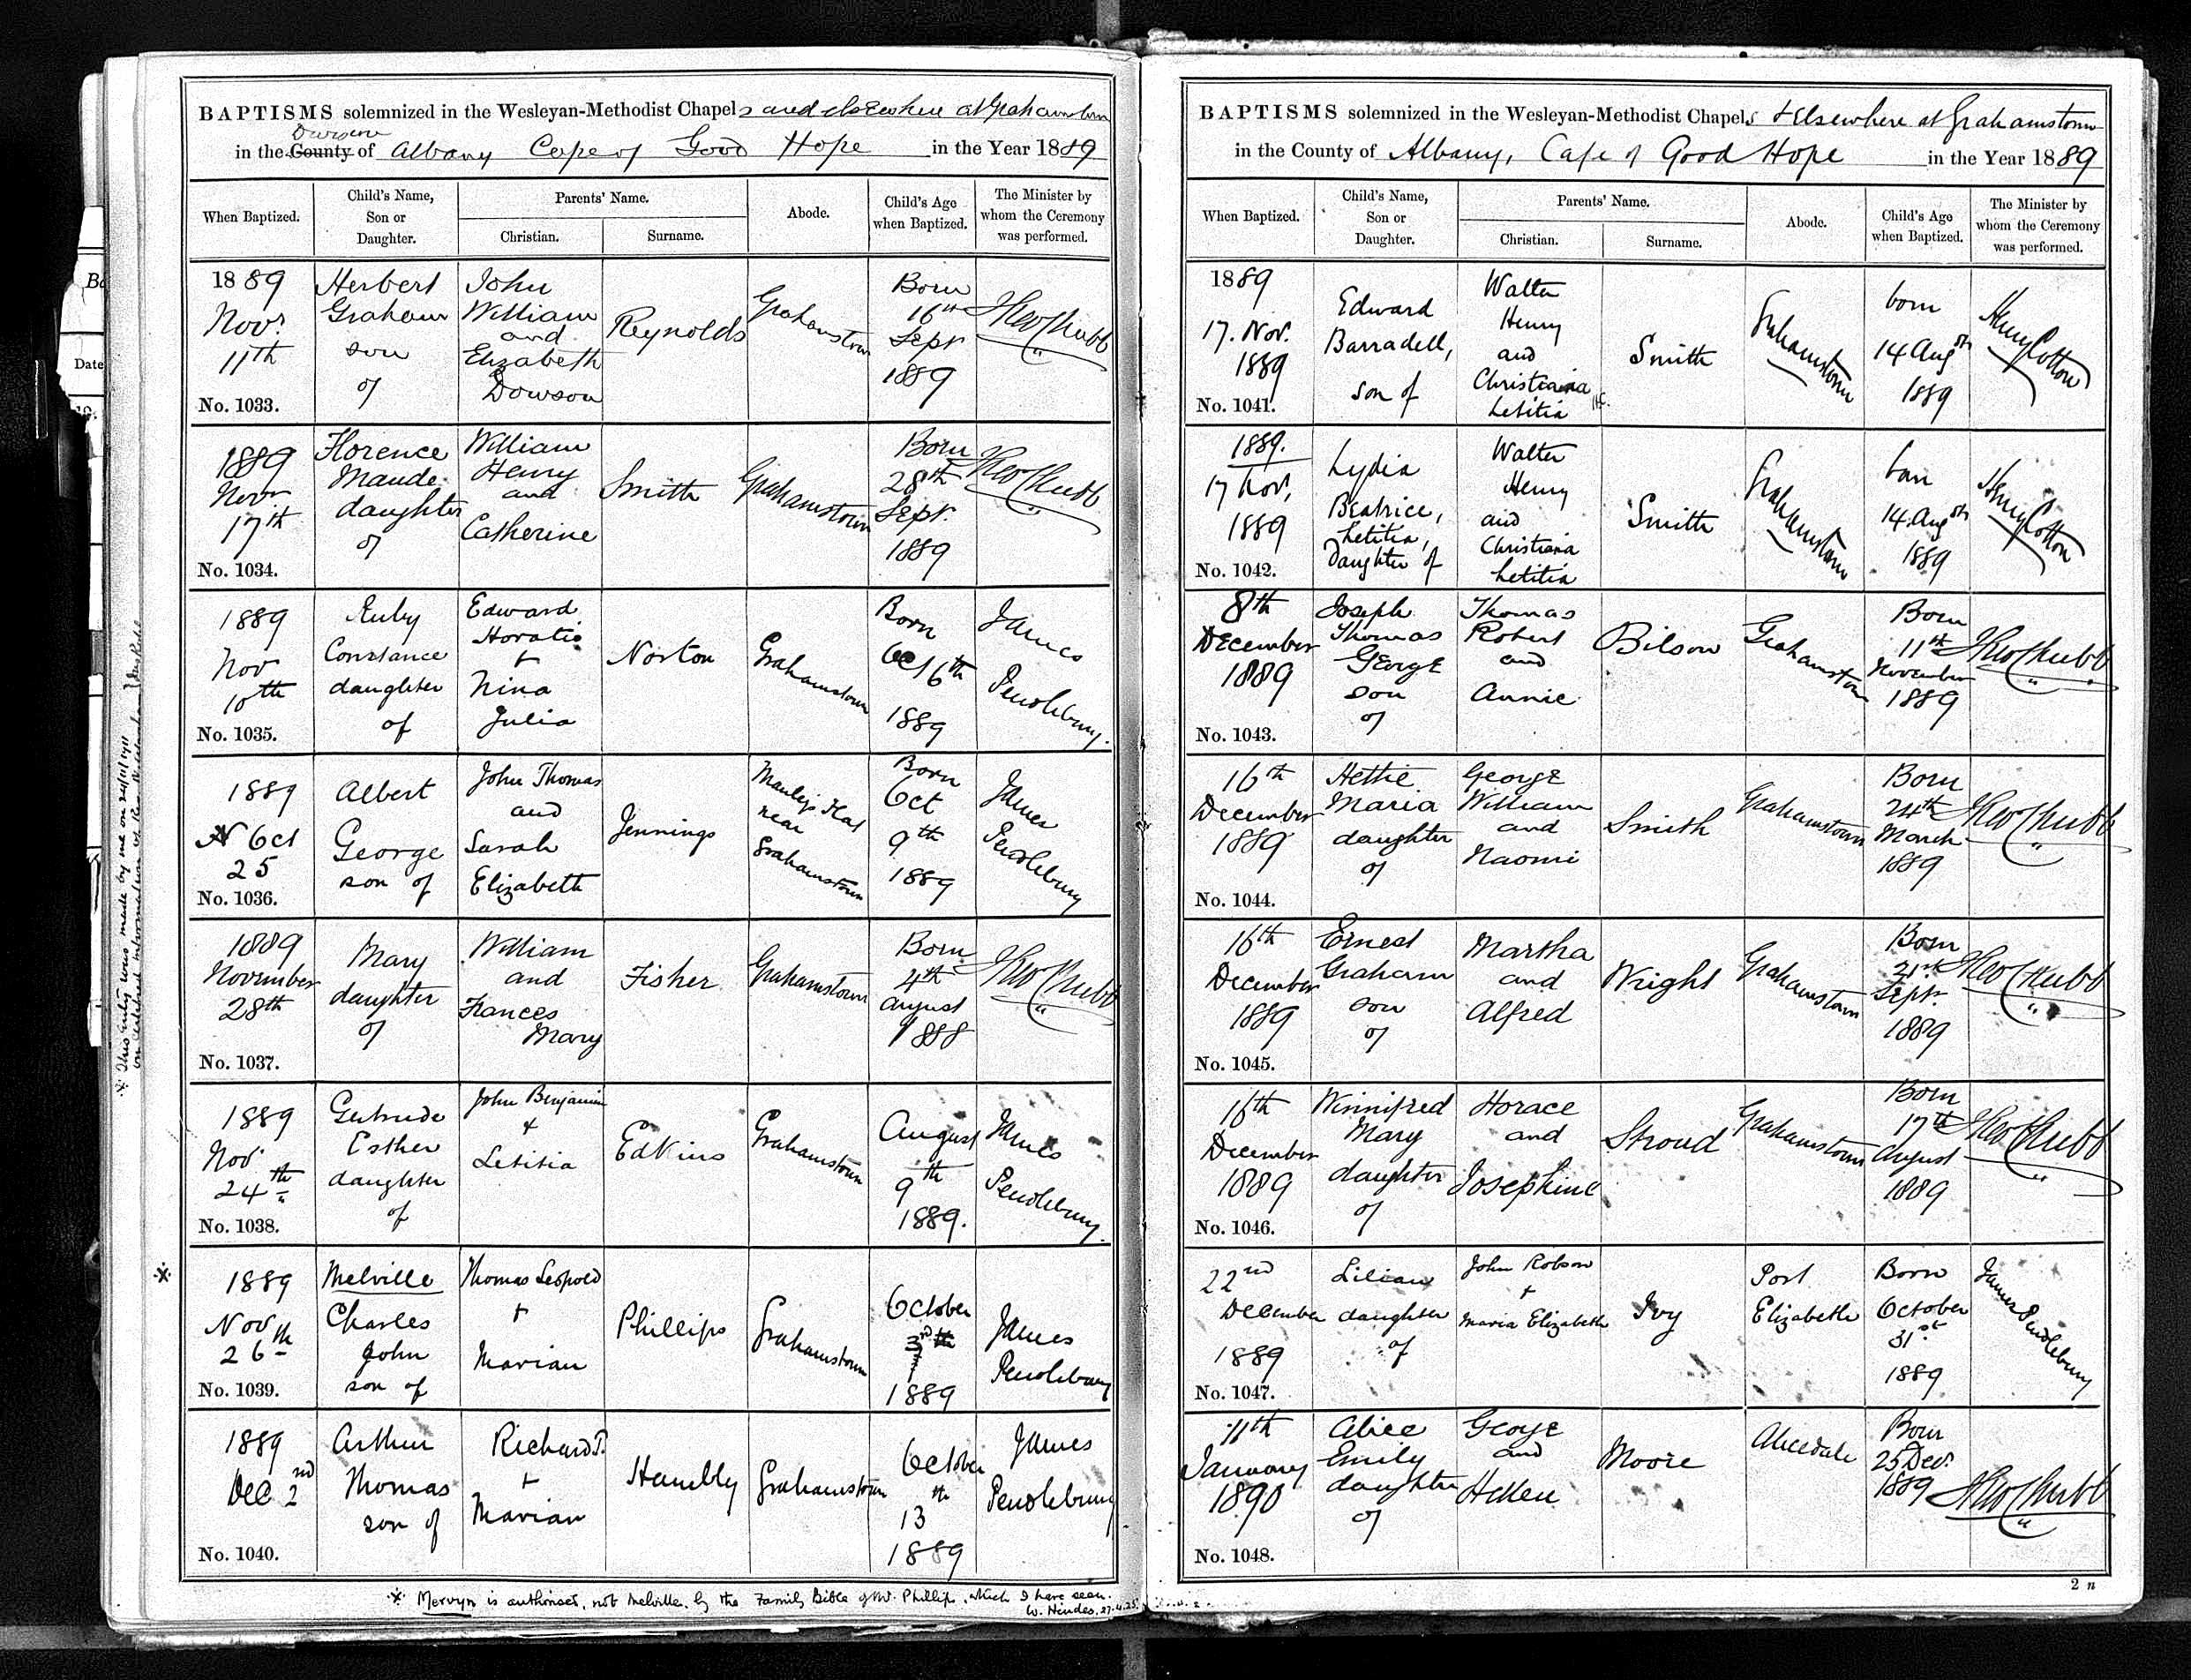 BAPTISMS solemnized in the Wesleyan-Methodist Chapels and elsewhere at Grahamstown
Division
in the County of Albany Cape of Good Hope in the Year 1889
When Baptized.
Child's Name,
Son or
Daughter.
Parents' Name.
Christian.
Surname.
Abode.
Child's Age
when Baptized.
The Minister by
whom the Ceremony
was performed.
1889
Novr.
11th
No. 1033.
Herbert
Graham
son
of
John
William
and
Elizabeth
Dowson
Reynolds
Grahamstown
Born
16th
Sept
1889
Theo Chubb
1889
Novr
17th
No. 1034.
Florence
Maude
daughter
of
William
Henry
and
Catherine
Smith
Grahamstown
Born
28th
Sept.
1889
Theo Chubb
1889
Nov
10th
No. 1035.
Ruby
Constance
daughter
of
Edward
Horatio
+
Nina
Julia
Norton
Grahamstown
Born
Oct 6th
1889
James
Pendlebury.
1889
N Oct
25
No. 1036.
Albert
George
son of
John Thomas
and
Sarah
Elizabeth
Jennings
Manley's Flat
near
Grahamstown
Born
Oct
9th
1889
James
Pendlebury
1889
November
28th
No. 1037.
Mary
daughter
of
William
and
Frances
Mary
Fisher
Grahamstown
Born
4th
August
1888
Theo Chubb
1889
Nov
24th
No. 1038.
Gertrude
Esther
daughter
of
John Benjamin
+
Letitia
Edkins
Grahamstown
August
9th
1889.
James
Pendlebury.
※
1889
Nov
26th
No. 1039.
Melville
Charles
John
son of
Thomas Leopold
+
Marian
Phillips
Grahamstown
October
3rd th
1889
James
Pendlebury
1889
Dec 2nd
No. 1040.
Arthur
Thomas
son of
Richard T.
+
Marian
Hambly
Grahamstown
October
13th
1889
James
Pendlebury
※ Mervyn is authorised, not Melville, by the Family Bible of Mr. Phillips, which I have seen.
W. Hindes, 27.4.25.
※ This entry was made by me on 24/11/1911
on information of
BAPTISMS solemnized in the Wesleyan-Methodist Chapels & Elsewhere at Grahamstown
in the County of Albany, Cape of Good Hope in the Year 1889
When Baptized.
Child's Name,
Son or
Daughter.
Parents' Name.
Christian.
Surname.
Abode.
Child's Age
when Baptized.
The Minister by
whom the Ceremony
was performed.
1889
17. Nov.
1889
No. 1041.
Edward
Barradell,
son of
Walter
Henry
and
Christiana
Letitia
Smith
Grahamstown
born
14 Augst
1889
Henry Cotton
1889.
17 Nov.
1889
No. 1042.
Lydia
Beatrice,
Letitia,
Daughter of
Walter
Henry
and
Christiana
Letitia
Smith
Grahamstown
born
14. Augst
1889
Henry Cotton
8th
December
1889
No. 1043.
Joseph
Thomas
George
son
of
Thomas
Robert
and
Annie
Bilson
Grahamstown
Born
11th
November
1889
Theo Chubb
16th
December
1889
No. 1044.
Hettie
Maria
daughter
of
George
William
and
Naomi
Smith
Grahamstown
Born
24th
March
1889
Theo Chubb
16th
December
1889
No. 1045.
Ernest
Graham
son
of
Martha
and
Alfred
Wright
Grahamstown
Born
21st
Septr.
1889
Theo Chubb
16th
December
1889
No. 1046.
Winnifred
Mary
daughter
of
Horace
and
Josephine
Stroud
Grahamstown
Born
17th
August
1889
Theo Chubb
22nd
December
1889
No. 1047.
Lilian
daughter
of
John Robson
+
Maria Elizabeth
Ivy
Port
Elizabeth
Born
October
31st
1889
James Pendlebury
11th
January
1890
No. 1048.
Alice
Emily
daughter
of
George
and
Hellen
Moore
Alicedale
Born
25 Dec.
1889
Theo Chubb
2 n
Date